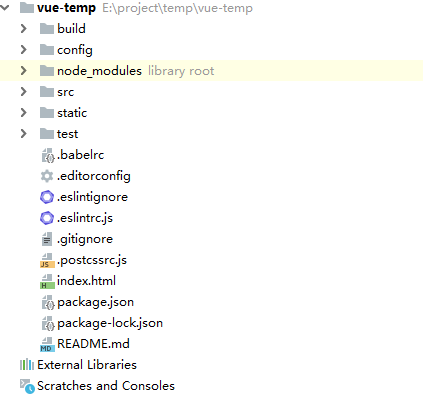 vue-temp E:\project\temp\vue-temp
build
config
node_modules library root
src
static
test
.babelrc
.editorconfig
.eslintignore
.eslintrc.js
.gitignore
.postcssrc.js
index.html
package.json
package-lock.json
README.md
External Libraries
Scratches and Consoles